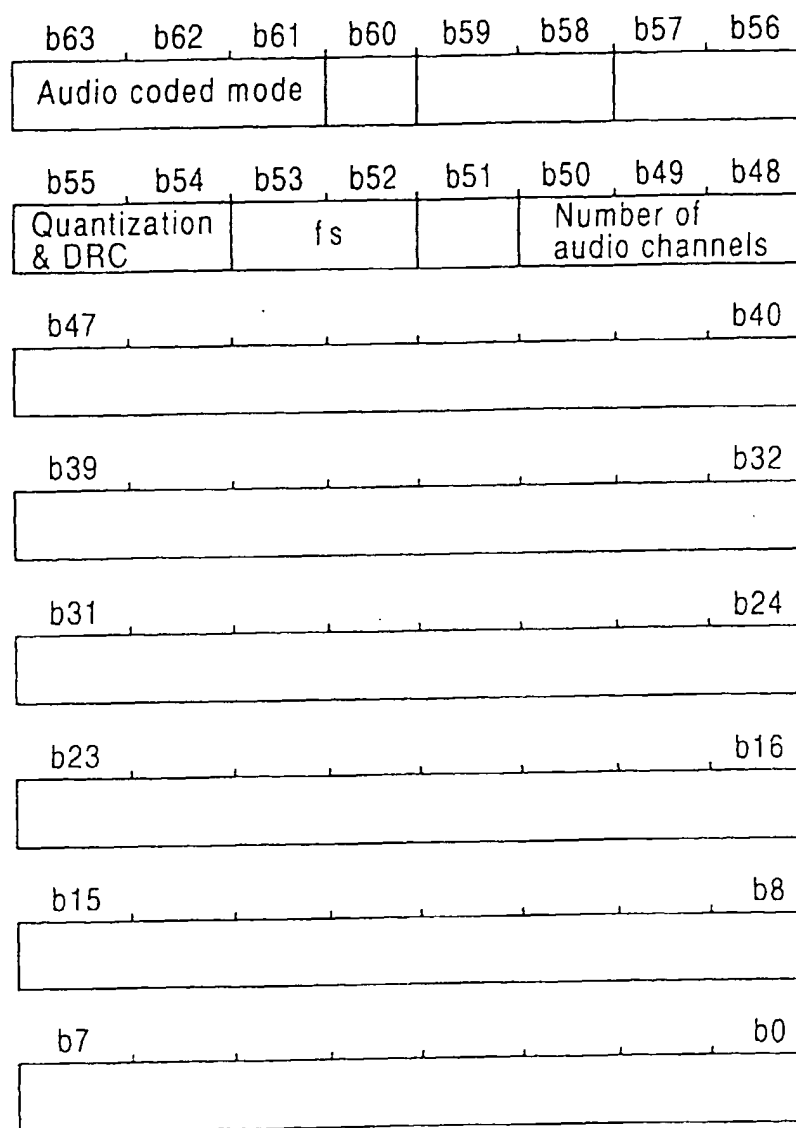 b63 b62 b61 b60 b59 b58 b57 b56
Audio coded mode
b55 b54 b53 b52 b51 b50 b49 b48
Quantization & DRC
fs
Number of audio channels
b47 b40
b39 b32
b31 b24
b23 b16
b15 b8
b7 b0